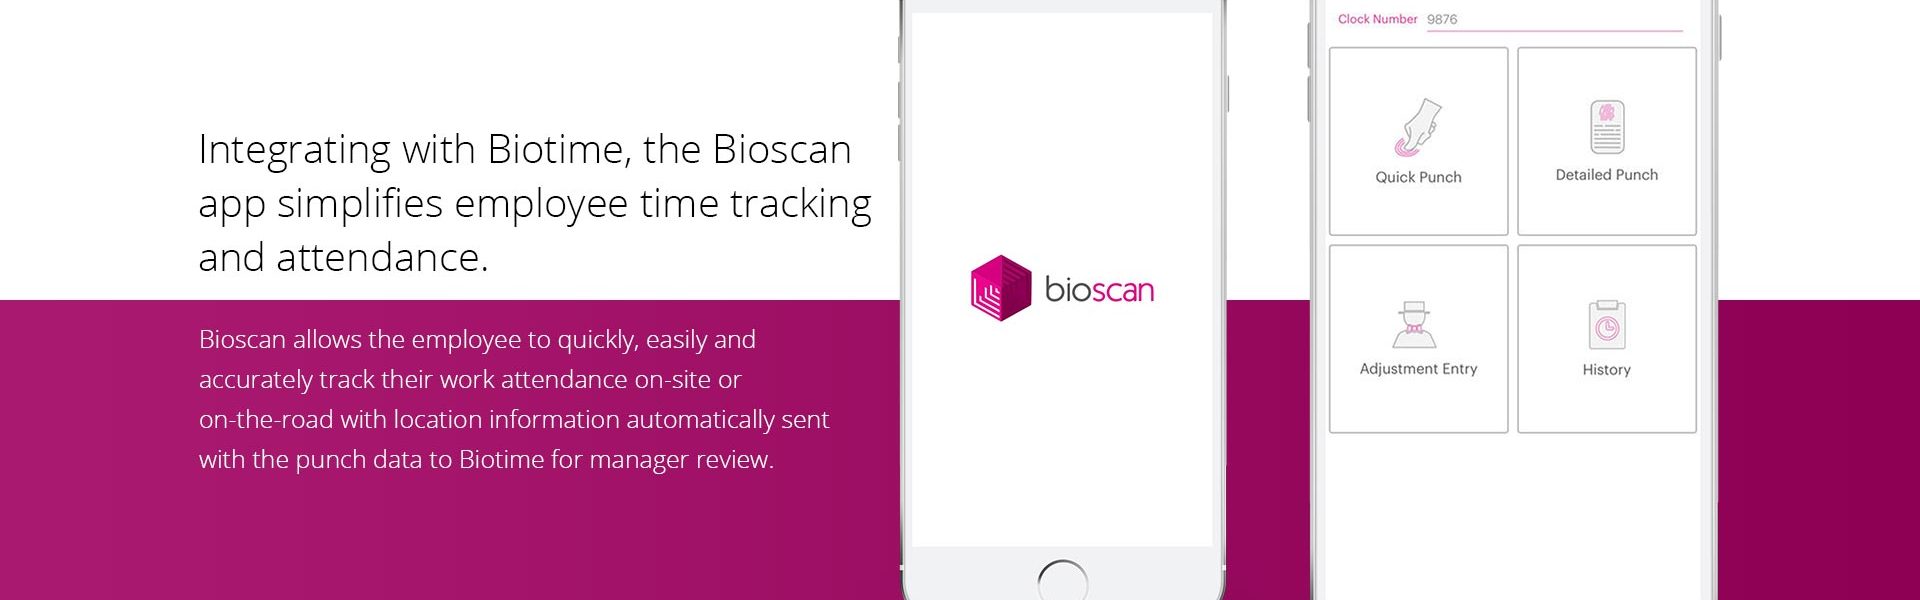 Integrating with Biotime, the Bioscan
app simplifies employee time tracking
and attendance.
Bioscan allows the employee to quickly, easily and
accurately track their work attendance on-site or
on-the-road with location information automatically sent
with the punch data to Biotime for manager review.
bioscan
Clock Number 9876
Quick Punch
Detailed Punch
Adjustment Entry
History